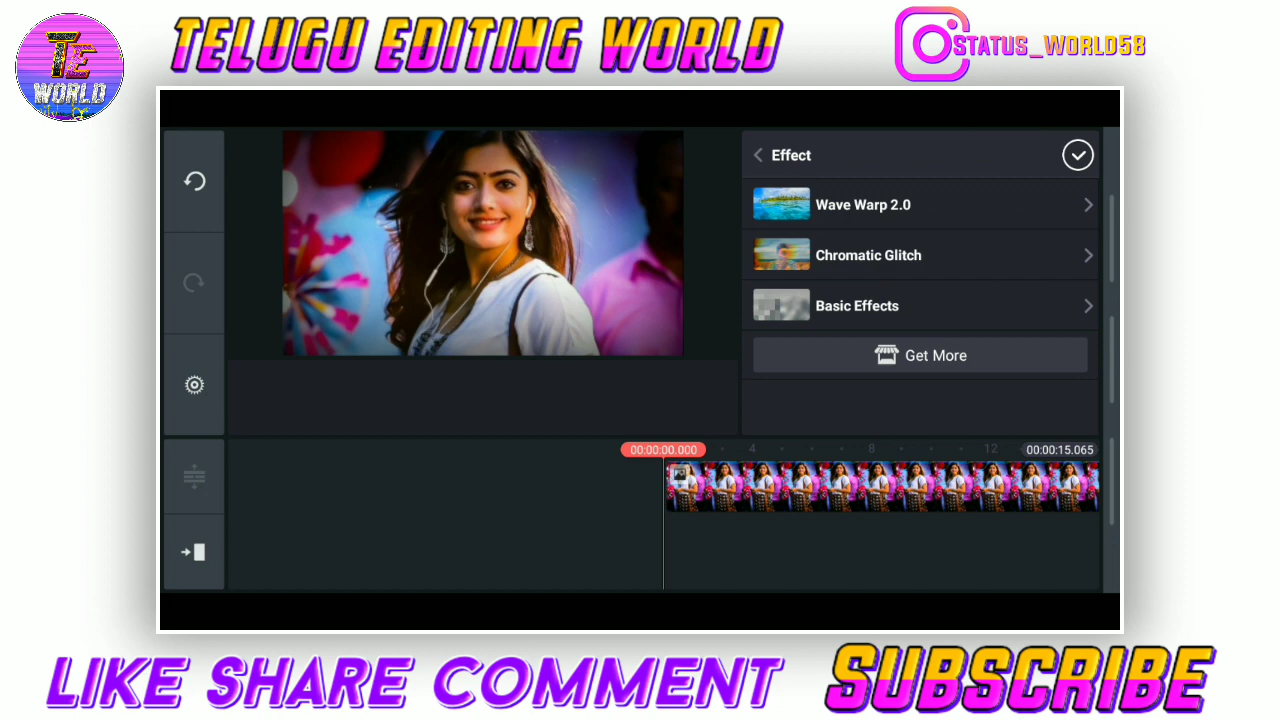 TE
WORLD
TELUGU EDITING WORLD
STATUS_WORLD58
Effect
Wave Warp 2.0
Chromatic Glitch
Basic Effects
Get More
00:00:00.000
4
8
12
00:00:15.065
LIKE SHARE COMMENT
SUBSCRIBE